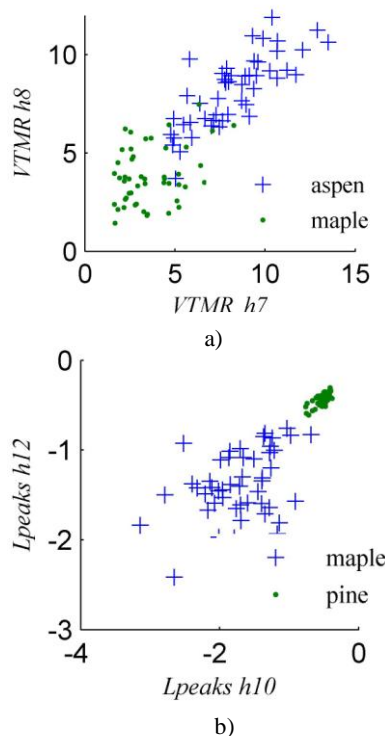 10
5
0
VTMR h8
aspen
maple
0 5 10 15
VTMR h7
a)
0
-1
-2
-3
Lpeaks h12
maple
pine
-4 -2 0
Lpeaks h10
b)